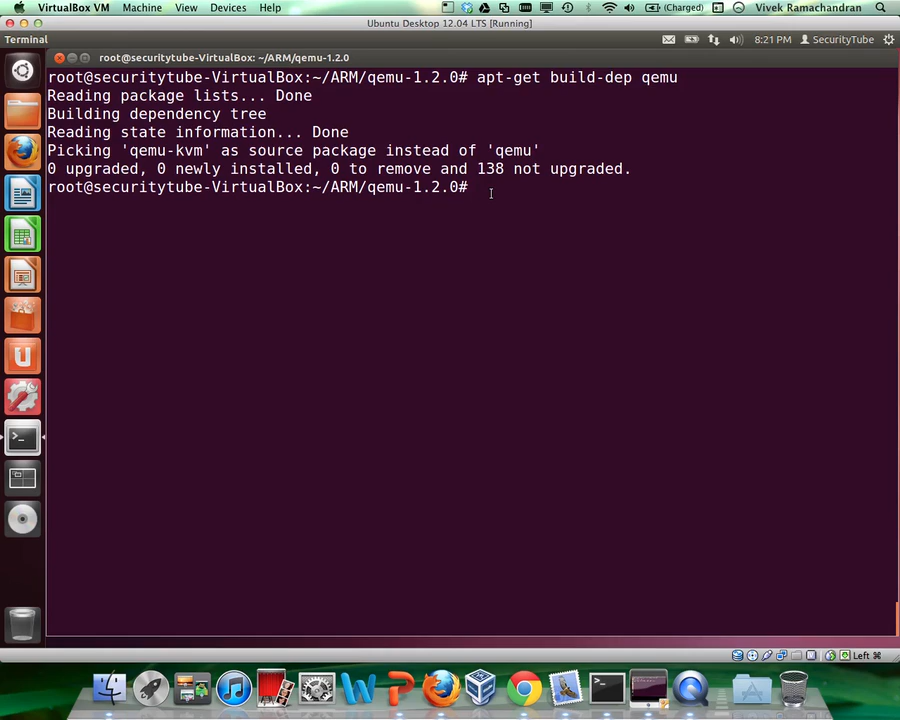 VirtualBox VM Machine View Devices Help (Charged) Vivek Ramachandran
Ubuntu Desktop 12.04 LTS [Running]
Terminal 8:21 PM SecurityTube
root@securitytube-VirtualBox: ~/ARM/qemu-1.2.0
root@securitytube-VirtualBox:~/ARM/qemu-1.2.0# apt-get build-dep qemu
Reading package lists... Done
Building dependency tree
Reading state information... Done
Picking 'qemu-kvm' as source package instead of 'qemu'
0 upgraded, 0 newly installed, 0 to remove and 138 not upgraded.
root@securitytube-VirtualBox:~/ARM/qemu-1.2.0#
Left ⌘